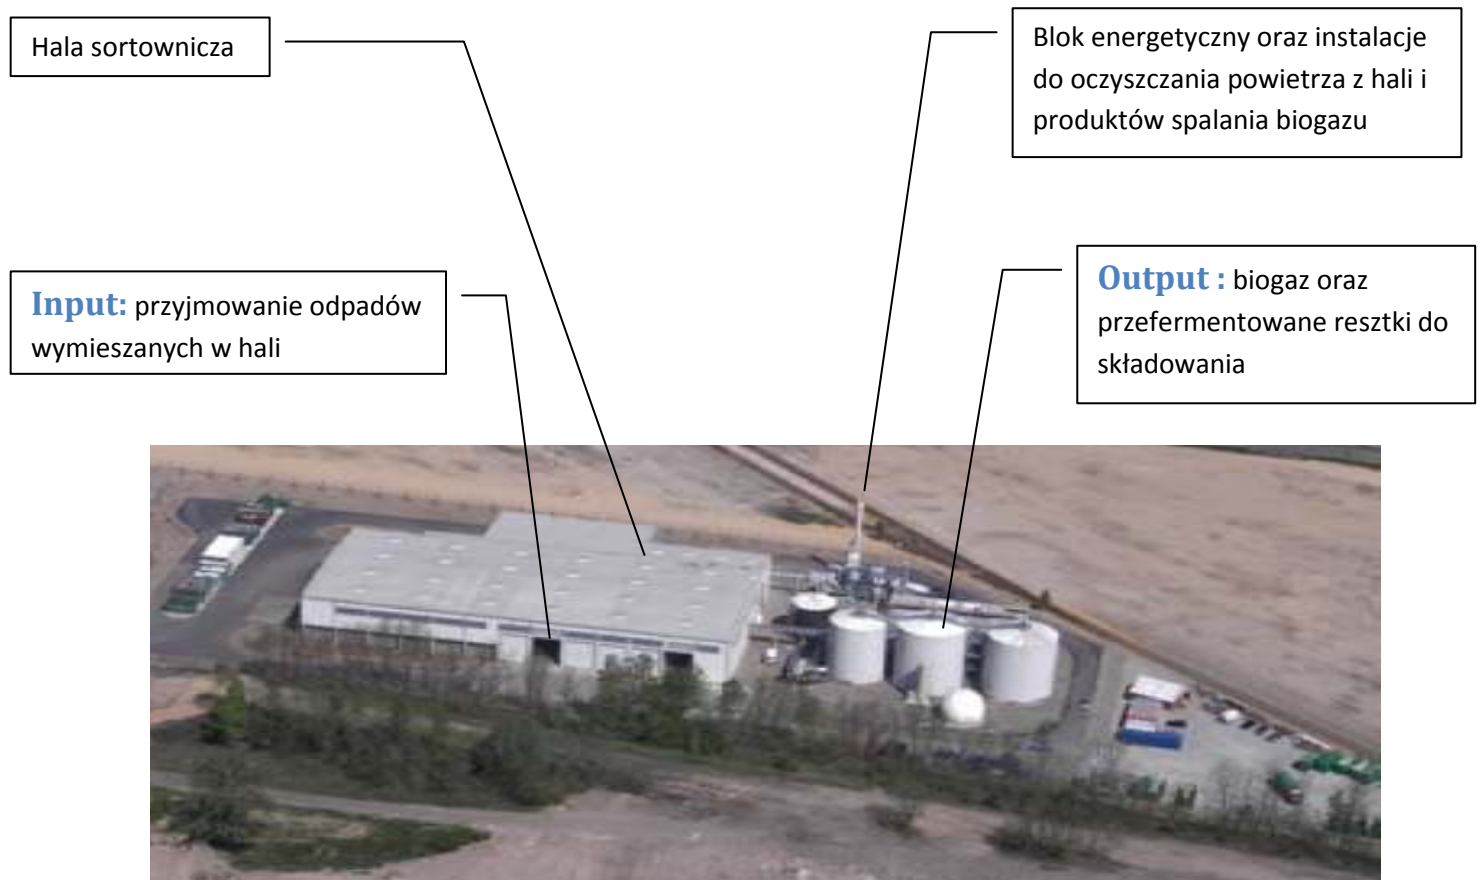 Hala sortownicza
Blok energetyczny oraz instalacje
do oczyszczania powietrza z hali i
produktów spalania biogazu
Input: przyjmowanie odpadów
wymieszanych w hali
Output : biogaz oraz
przefermentowane resztki do
składowania